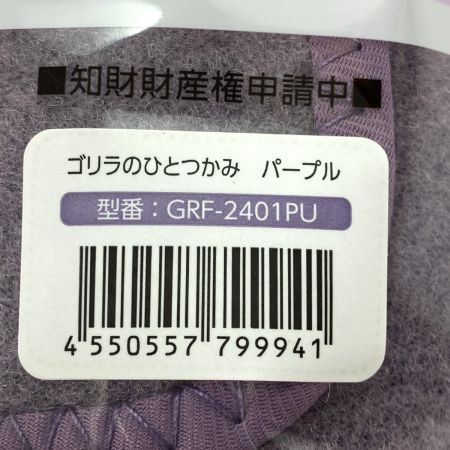 ■知財財産権申請中■
ゴリラのひとつかみ　パープル
型番：GRF-2401PU
4 550557 799941